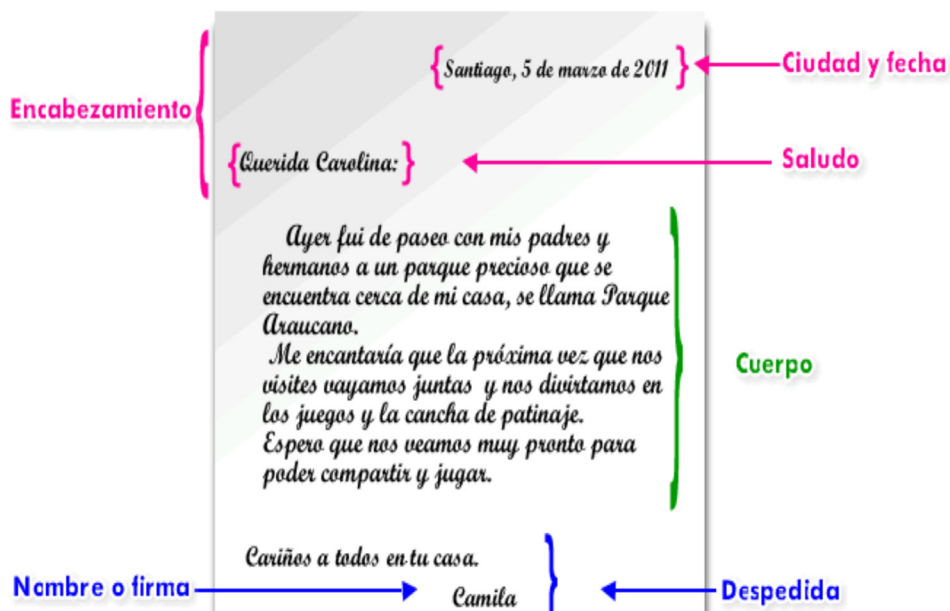 Santiago, 5 de marzo de 2011
Ciudad y fecha
Encabezamiento
Querida Carolina:
Saludo
Ayer fui de paseo con mis padres y
hermanos a un parque precioso que se
encuentra cerca de mi casa, se llama Parque
Araucano.
Me encantaría que la próxima vez que nos
visites vayamos juntas y nos divirtamos en
los juegos y la cancha de patinaje.
Espero que nos veamos muy pronto para
poder compartir y jugar.
Cuerpo
Cariños a todos en tu casa.
Nombre o firma
Camila
Despedida